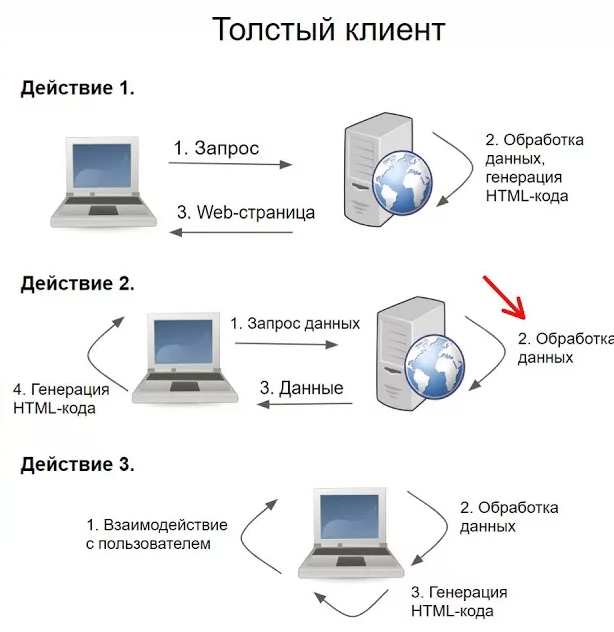 Толстый клиент
Действие 1.
1. Запрос
2. Обработка
данных,
генерация
HTML-кода
3. Web-страница
Действие 2.
1. Запрос данных
2. Обработка
данных
3. Данные
4. Генерация
HTML-кода
Действие 3.
1. Взаимодействие
с пользователем
2. Обработка
данных
3. Генерация
HTML-кода